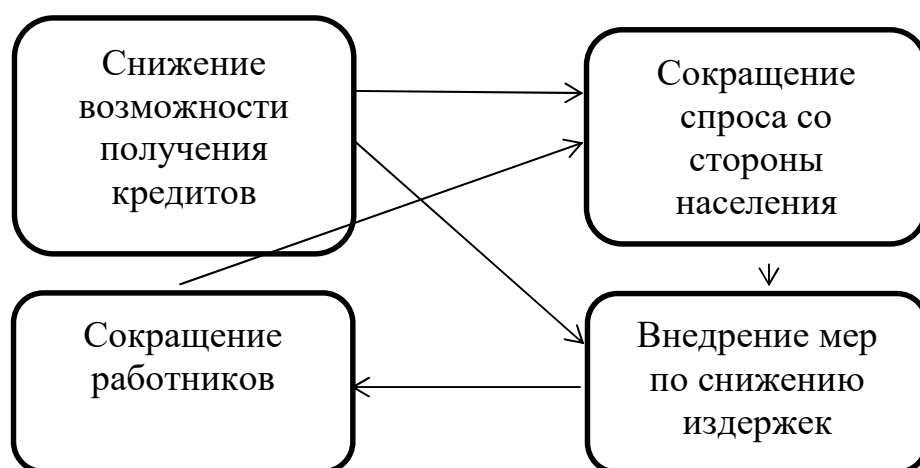 Снижение
возможности
получения
кредитов
Сокращение
спроса со
стороны
населения
Сокращение
работников
Внедрение мер
по снижению
издержек